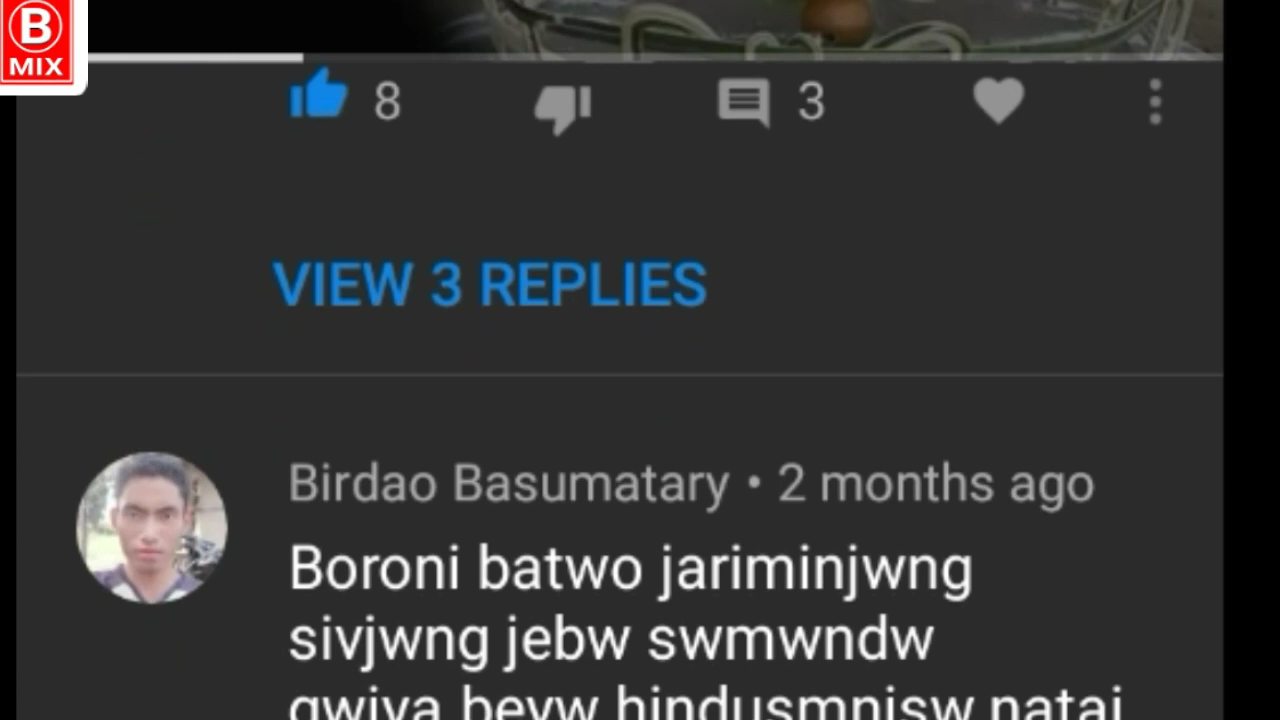 B
MIX
8
3
VIEW 3 REPLIES
Birdao Basumatary • 2 months ago
Boroni batwo jariminjwng
sivjwng jebw swmwndw
gwiya beyw hindusmnisw natai